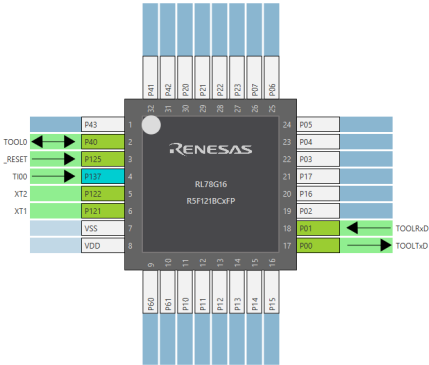 P41 P42 P20 P21 P22 P23 P07 P06
32 31 30 29 28 27 26 25
P43 1 24 P05
TOOL0 P40 2 23 P04
_RESET P125 3 22 P03
TI00 P137 4 21 P17
XT2 P122 5 20 P16
XT1 P121 6 19 P02
VSS 7 18 P01 TOOLRxD
VDD 8 17 P00 TOOLTxD
RENESAS
RL78G16
R5F121BCxFP
9 10 11 12 13 14 15 16
P60 P61 P10 P11 P12 P13 P14 P15